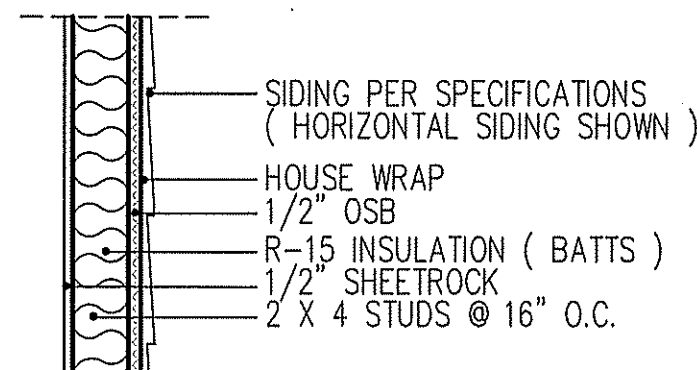 SIDING PER SPECIFICATIONS
( HORIZONTAL SIDING SHOWN )
HOUSE WRAP
1/2" OSB
R-15 INSULATION ( BATTS )
1/2" SHEETROCK
2 X 4 STUDS @ 16" O.C.